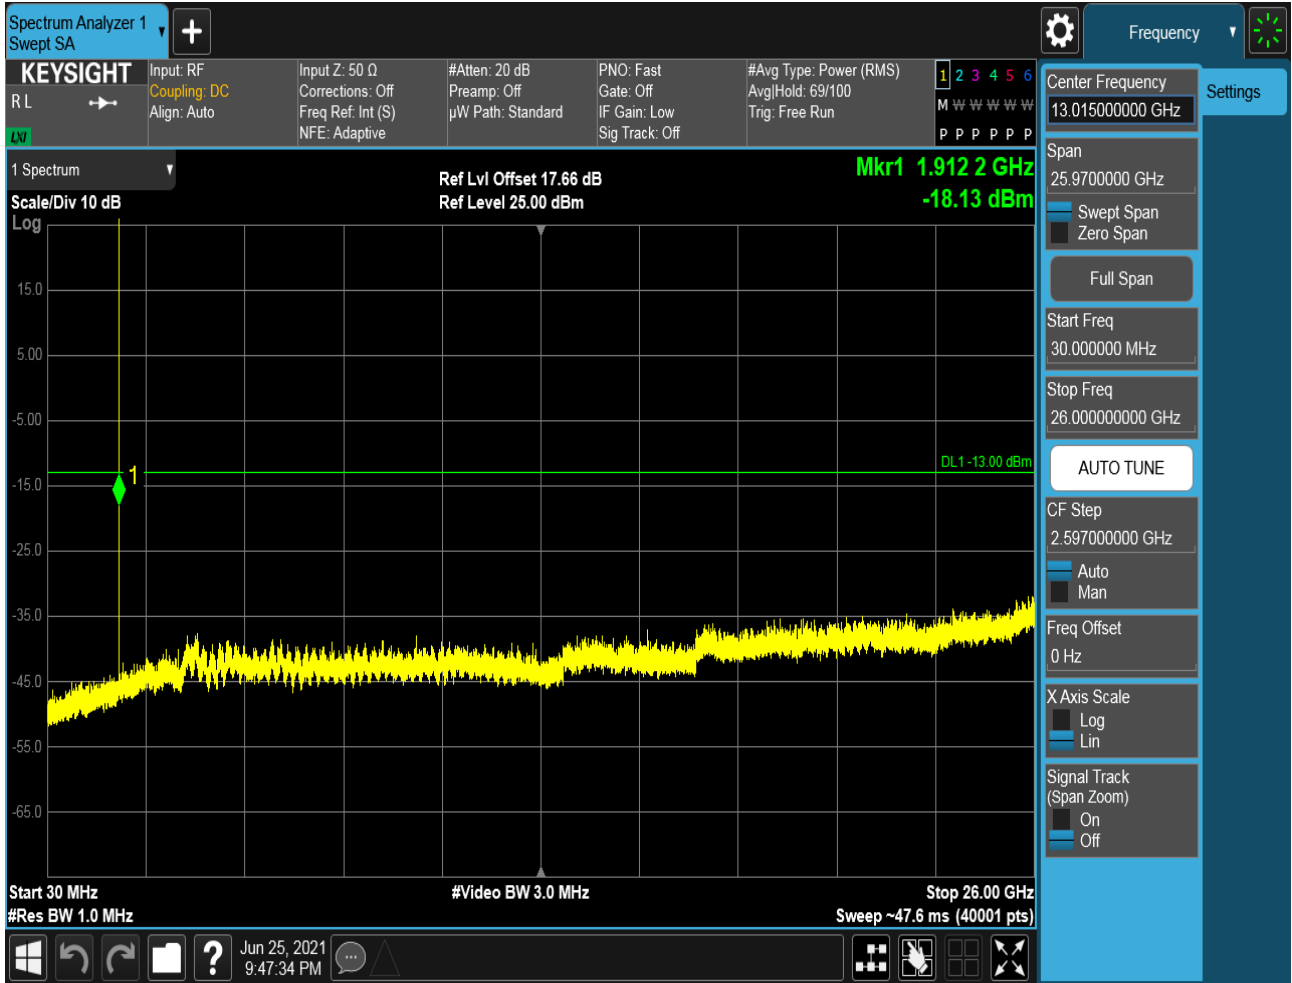 Spectrum Analyzer 1
Swept SA
Frequency
KEYSIGHT
R L
LXI
Input: RF
Coupling: DC
Align: Auto
Input Z: 50 Ω
Corrections: Off
Freq Ref: Int (S)
NFE: Adaptive
#Atten: 20 dB
Preamp: Off
µW Path: Standard
PNO: Fast
Gate: Off
IF Gain: Low
Sig Track: Off
#Avg Type: Power (RMS)
Avg|Hold: 69/100
Trig: Free Run
1 2 3 4 5 6
M W W W W W
P P P P P P
1 Spectrum
Scale/Div 10 dB
Log
Ref Lvl Offset 17.66 dB
Ref Level 25.00 dBm
Mkr1 1.912 2 GHz
-18.13 dBm
15.0
5.00
-5.00
-15.0
-25.0
-35.0
-45.0
-55.0
-65.0
1
DL1 -13.00 dBm
Start 30 MHz
#Res BW 1.0 MHz
#Video BW 3.0 MHz
Stop 26.00 GHz
Sweep ~47.6 ms (40001 pts)
Center Frequency
13.015000000 GHz
Settings
Span
25.9700000 GHz
Swept Span
Zero Span
Full Span
Start Freq
30.000000 MHz
Stop Freq
26.000000000 GHz
AUTO TUNE
CF Step
2.597000000 GHz
Auto
Man
Freq Offset
0 Hz
X Axis Scale
Log
Lin
Signal Track
(Span Zoom)
On
Off
?
Jun 25, 2021
9:47:34 PM